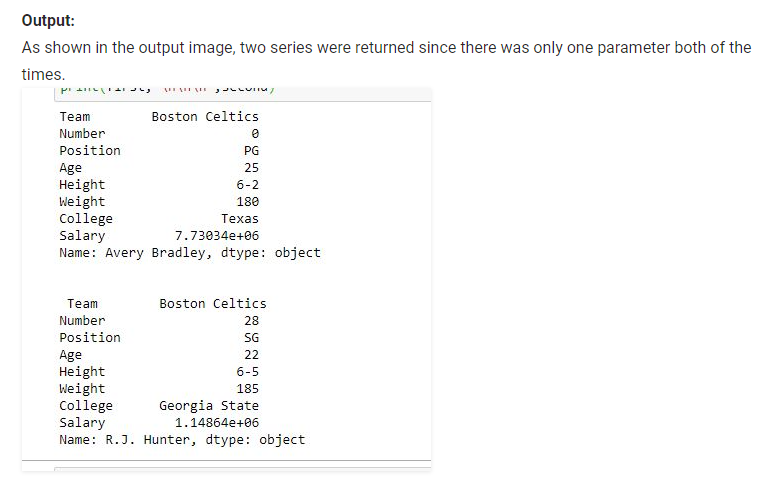 Output:
As shown in the output image, two series were returned since there was only one parameter both of the
times.
Team Boston Celtics
Number 0
Position PG
Age 25
Height 6-2
Weight 180
College Texas
Salary 7.73034e+06
Name: Avery Bradley, dtype: object
Team Boston Celtics
Number 28
Position SG
Age 22
Height 6-5
Weight 185
College Georgia State
Salary 1.14864e+06
Name: R.J. Hunter, dtype: object